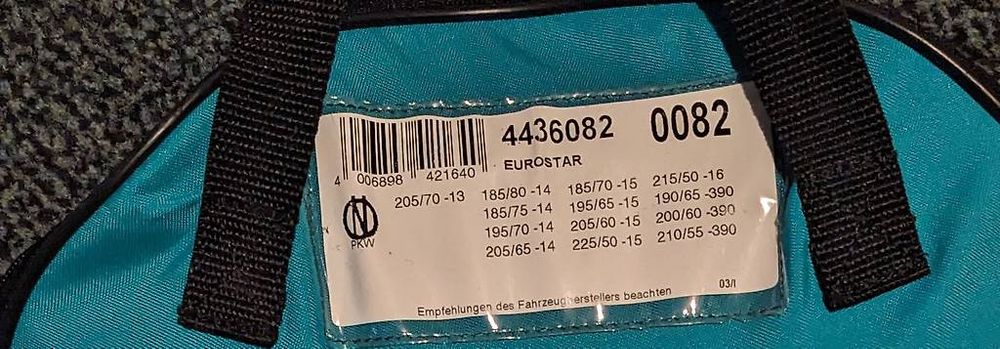 4436082 0082
4 006898 421640
EUROSTAR
205/70 -13 185/80 -14 185/70 -15 215/50 -16
185/75 -14 195/65 -15 190/65 -390
195/70 -14 205/60 -15 200/60 -390
205/65 -14 225/50 -15 210/55 -390
N
PKW
Empfehlungen des Fahrzeugherstellers beachten 03/I